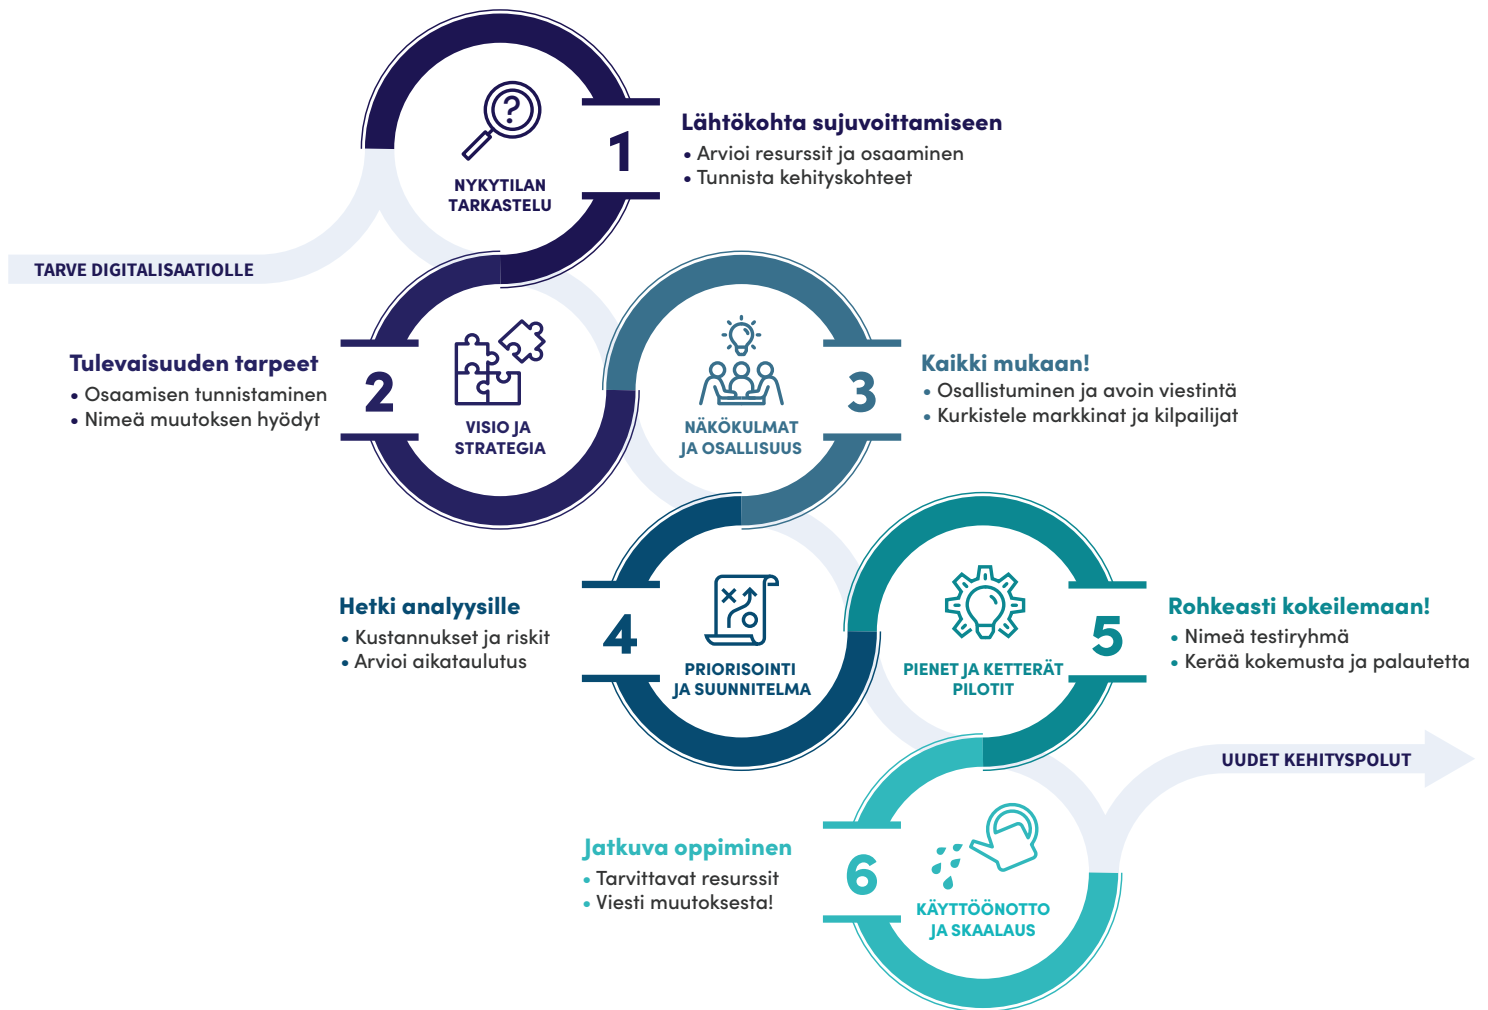 TARVE DIGITALISAATIOLLE
1
NYKYTILAN
TARKASTELU
Lähtökohta sujuvoittamiseen
• Arvioi resurssit ja osaaminen
• Tunnista kehityskohteet
Tulevaisuuden tarpeet
• Osaamisen tunnistaminen
• Nimeä muutoksen hyödyt
2
VISIO JA
STRATEGIA
3
NÄKÖKULMAT
JA OSALLISUUS
Kaikki mukaan!
• Osallistuminen ja avoin viestintä
• Kurkistele markkinat ja kilpailijat
Hetki analyysille
• Kustannukset ja riskit
• Arvioi aikataulutus
4
PRIORISOINTI
JA SUUNNITELMA
5
PIENET JA KETTERÄT
PILOTIT
Rohkeasti kokeilemaan!
• Nimeä testiryhmä
• Kerää kokemusta ja palautetta
Jatkuva oppiminen
• Tarvittavat resurssit
• Viesti muutoksesta!
6
KÄYTTÖÖNOTTO
JA SKAALAUS
UUDET KEHITYSPOLUT